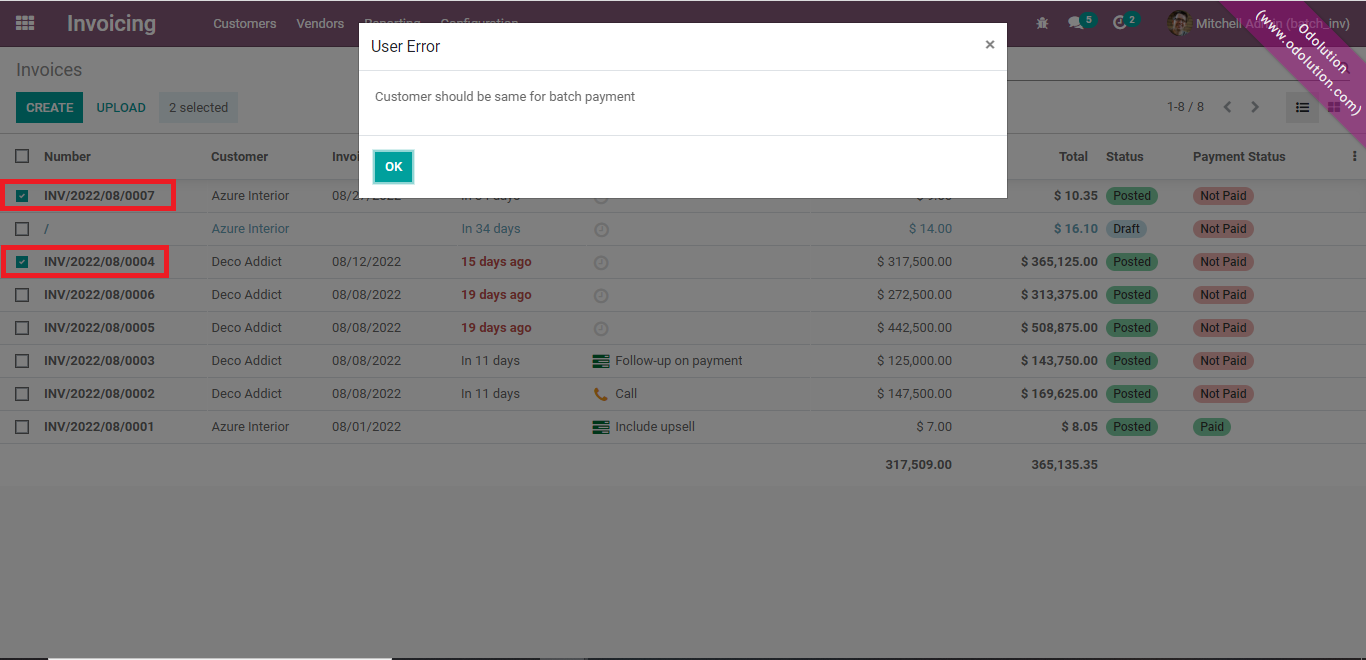 Invoicing Customers Vendors Reporting Configuration 5 2 Mitchell Admin (batch_inv)
Odolution
(www.odolution.com)
User Error ×
Customer should be same for batch payment
OK
Invoices
CREATE UPLOAD 2 selected 1-8 / 8
Number Customer Total Status Payment Status
INV/2022/08/0007 Azure Interior $ 10.35 Posted Not Paid
/ Azure Interior In 34 days $ 14.00 $ 16.10 Draft Not Paid
INV/2022/08/0004 Deco Addict 08/12/2022 15 days ago $ 317,500.00 $ 365,125.00 Posted Not Paid
INV/2022/08/0006 Deco Addict 08/08/2022 19 days ago $ 272,500.00 $ 313,375.00 Posted Not Paid
INV/2022/08/0005 Deco Addict 08/08/2022 19 days ago $ 442,500.00 $ 508,875.00 Posted Not Paid
INV/2022/08/0003 Deco Addict 08/08/2022 In 11 days Follow-up on payment $ 125,000.00 $ 143,750.00 Posted Not Paid
INV/2022/08/0002 Deco Addict 08/08/2022 In 11 days Call $ 147,500.00 $ 169,625.00 Posted Not Paid
INV/2022/08/0001 Azure Interior 08/01/2022 Include upsell $ 7.00 $ 8.05 Posted Paid
317,509.00 365,135.35